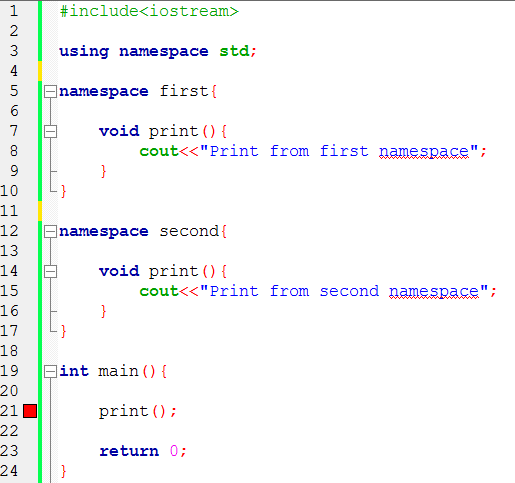 1 #include<iostream>
2
3 using namespace std;
4
5 namespace first{
6
7     void print(){
8         cout<<"Print from first namespace";
9     }
10 }
11
12 namespace second{
13
14     void print(){
15         cout<<"Print from second namespace";
16     }
17 }
18
19 int main(){
20
21     print();
22
23     return 0;
24 }